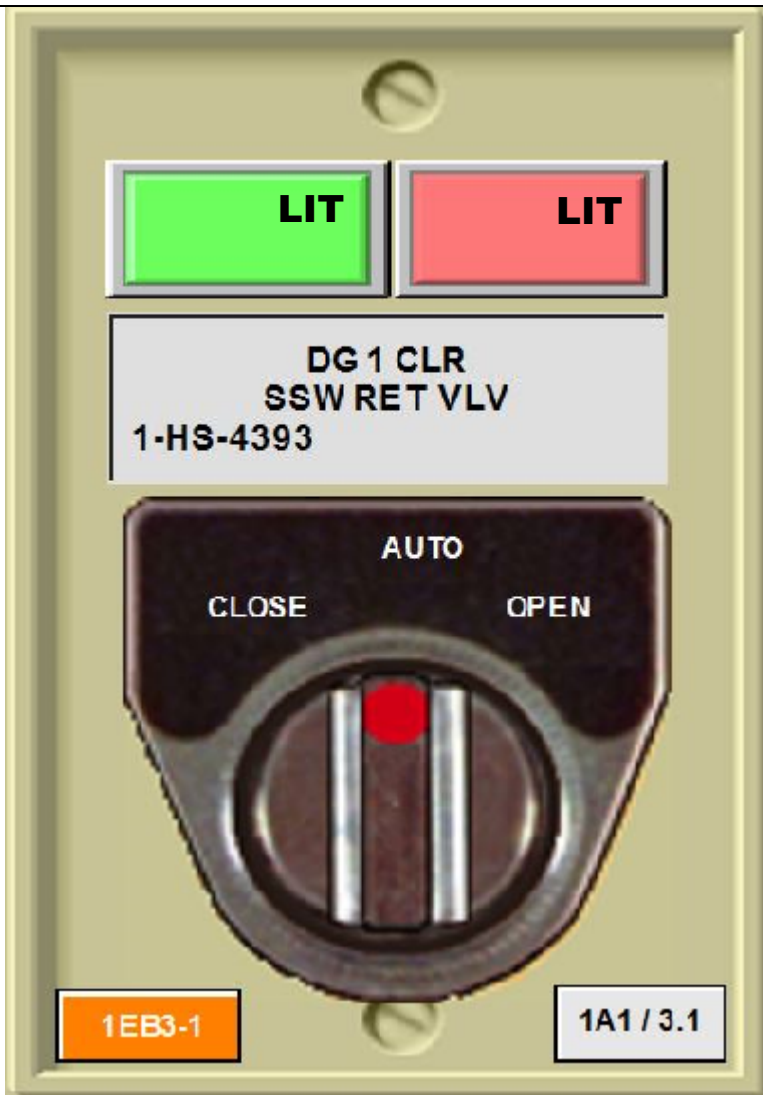 LIT LIT
DG 1 CLR
SSW RET VLV
1-HS-4393
AUTO
CLOSE OPEN
1EB3-1 1A1 / 3.1